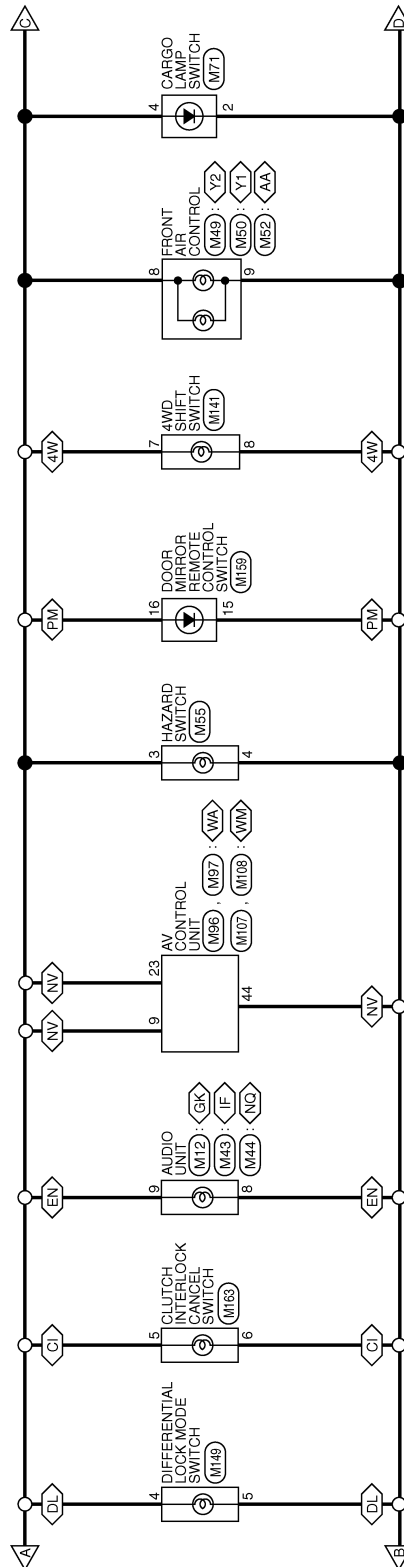 A
C
DL
CI
EN
NV
NV
PM
4W
DIFFERENTIAL
LOCK MODE
SWITCH
M149
4
5
CLUTCH
INTERLOCK
CANCEL
SWITCH
M163
5
6
AUDIO
UNIT
M12 : GK
M43 : IF
M44 : NQ
9
8
AV
CONTROL
UNIT
M96 , M97 : WA
M107 , M108 : WM
9
23
44
HAZARD
SWITCH
M55
3
4
DOOR
MIRROR
REMOTE
CONTROL
SWITCH
M159
16
15
4WD
SHIFT
SWITCH
M141
7
8
FRONT
AIR
CONTROL
M49 : Y2
M50 : Y1
M52 : AA
8
9
CARGO
LAMP
SWITCH
M71
4
2
DL
CI
EN
NV
PM
4W
B
D